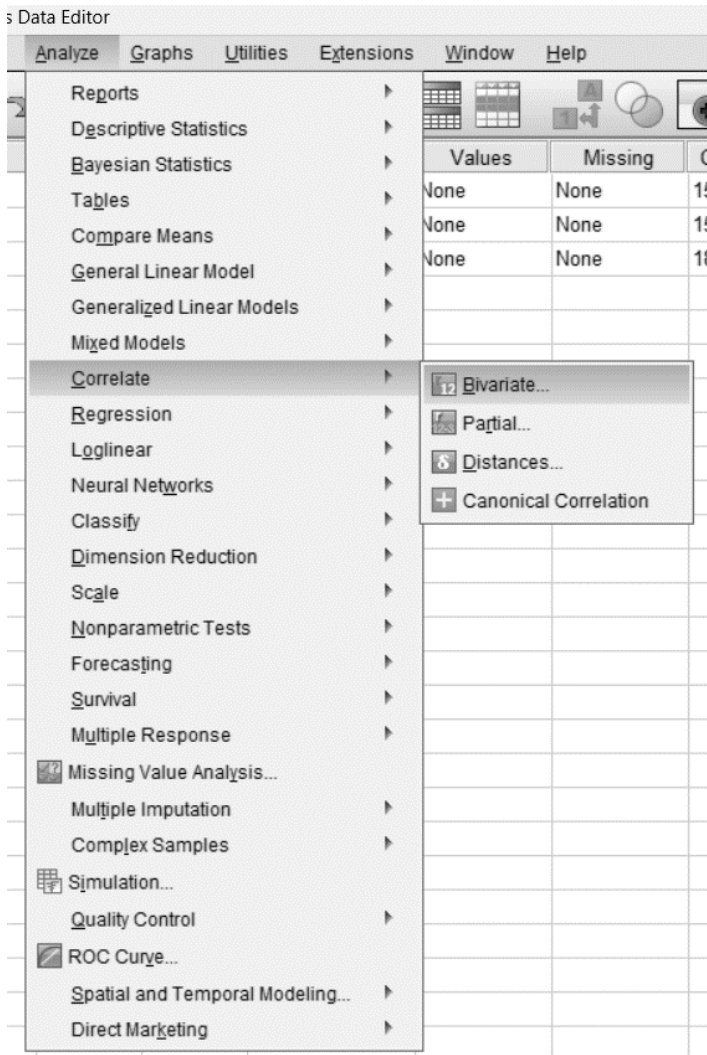 s Data Editor
Analyze Graphs Utilities Extensions Window Help
Reports
Descriptive Statistics
Bayesian Statistics
Tables
Compare Means
General Linear Model
Generalized Linear Models
Mixed Models
Correlate
Regression
Loglinear
Neural Networks
Classify
Dimension Reduction
Scale
Nonparametric Tests
Forecasting
Survival
Multiple Response
Missing Value Analysis...
Multiple Imputation
Complex Samples
Simulation...
Quality Control
ROC Curve...
Spatial and Temporal Modeling...
Direct Marketing
Bivariate...
Partial...
Distances...
Canonical Correlation
Values Missing
None None
None None
None None